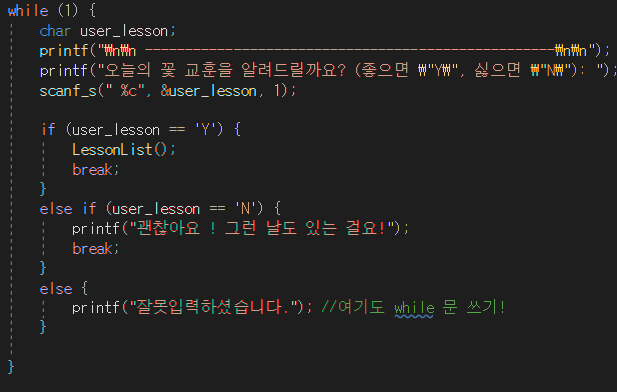 while (1) {
char user_lesson;
printf("₩n₩n ---------------------------------------------------------₩n₩n");
printf("오늘의 꽃 교훈을 알려드릴까요? (좋으면 ₩"Y₩", 싫으면 ₩"N₩"): ");
scanf_s(" %c", &user_lesson, 1);
if (user_lesson == 'Y') {
LessonList();
break;
}
else if (user_lesson == 'N') {
printf("괜찮아요 ! 그런 날도 있는 걸요!");
break;
}
else {
printf("잘못입력하셨습니다."); //여기도 while 문 쓰기!
}
}